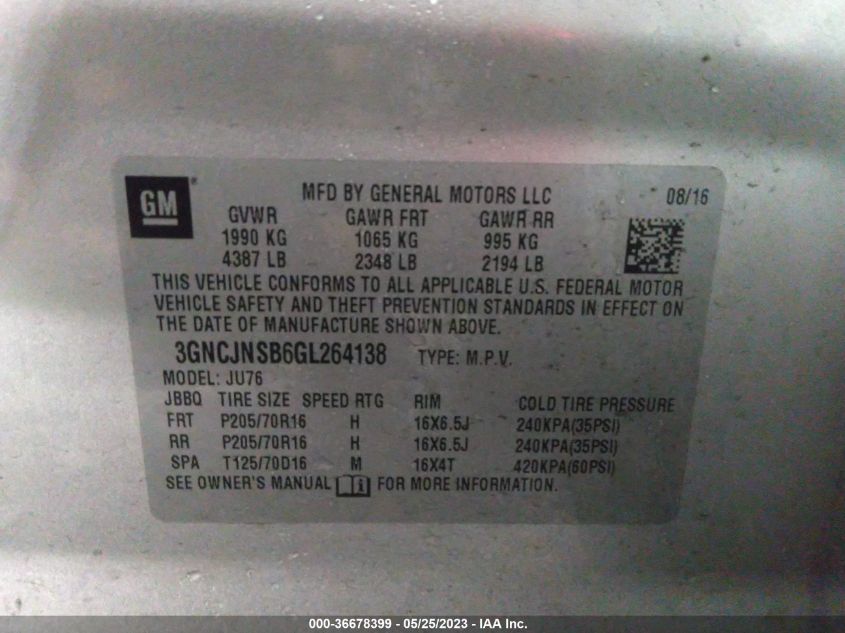 GM
MFD BY GENERAL MOTORS LLC 08/16
GVWR GAWR FRT GAWR RR
1990 KG 1065 KG 995 KG
4387 LB 2348 LB 2194 LB
THIS VEHICLE CONFORMS TO ALL APPLICABLE U.S. FEDERAL MOTOR
VEHICLE SAFETY AND THEFT PREVENTION STANDARDS IN EFFECT ON
THE DATE OF MANUFACTURE SHOWN ABOVE.
3GNCJNSB6GL264138 TYPE: M.P.V.
MODEL: JU76
JBBQ TIRE SIZE SPEED RTG RIM COLD TIRE PRESSURE
FRT P205/70R16 H 16X6.5J 240KPA(35PSI)
RR P205/70R16 H 16X6.5J 240KPA(35PSI)
SPA T125/70D16 M 16X4T 420KPA(60PSI)
SEE OWNER'S MANUAL FOR MORE INFORMATION.
000-36678399 - 05/25/2023 - IAA Inc.